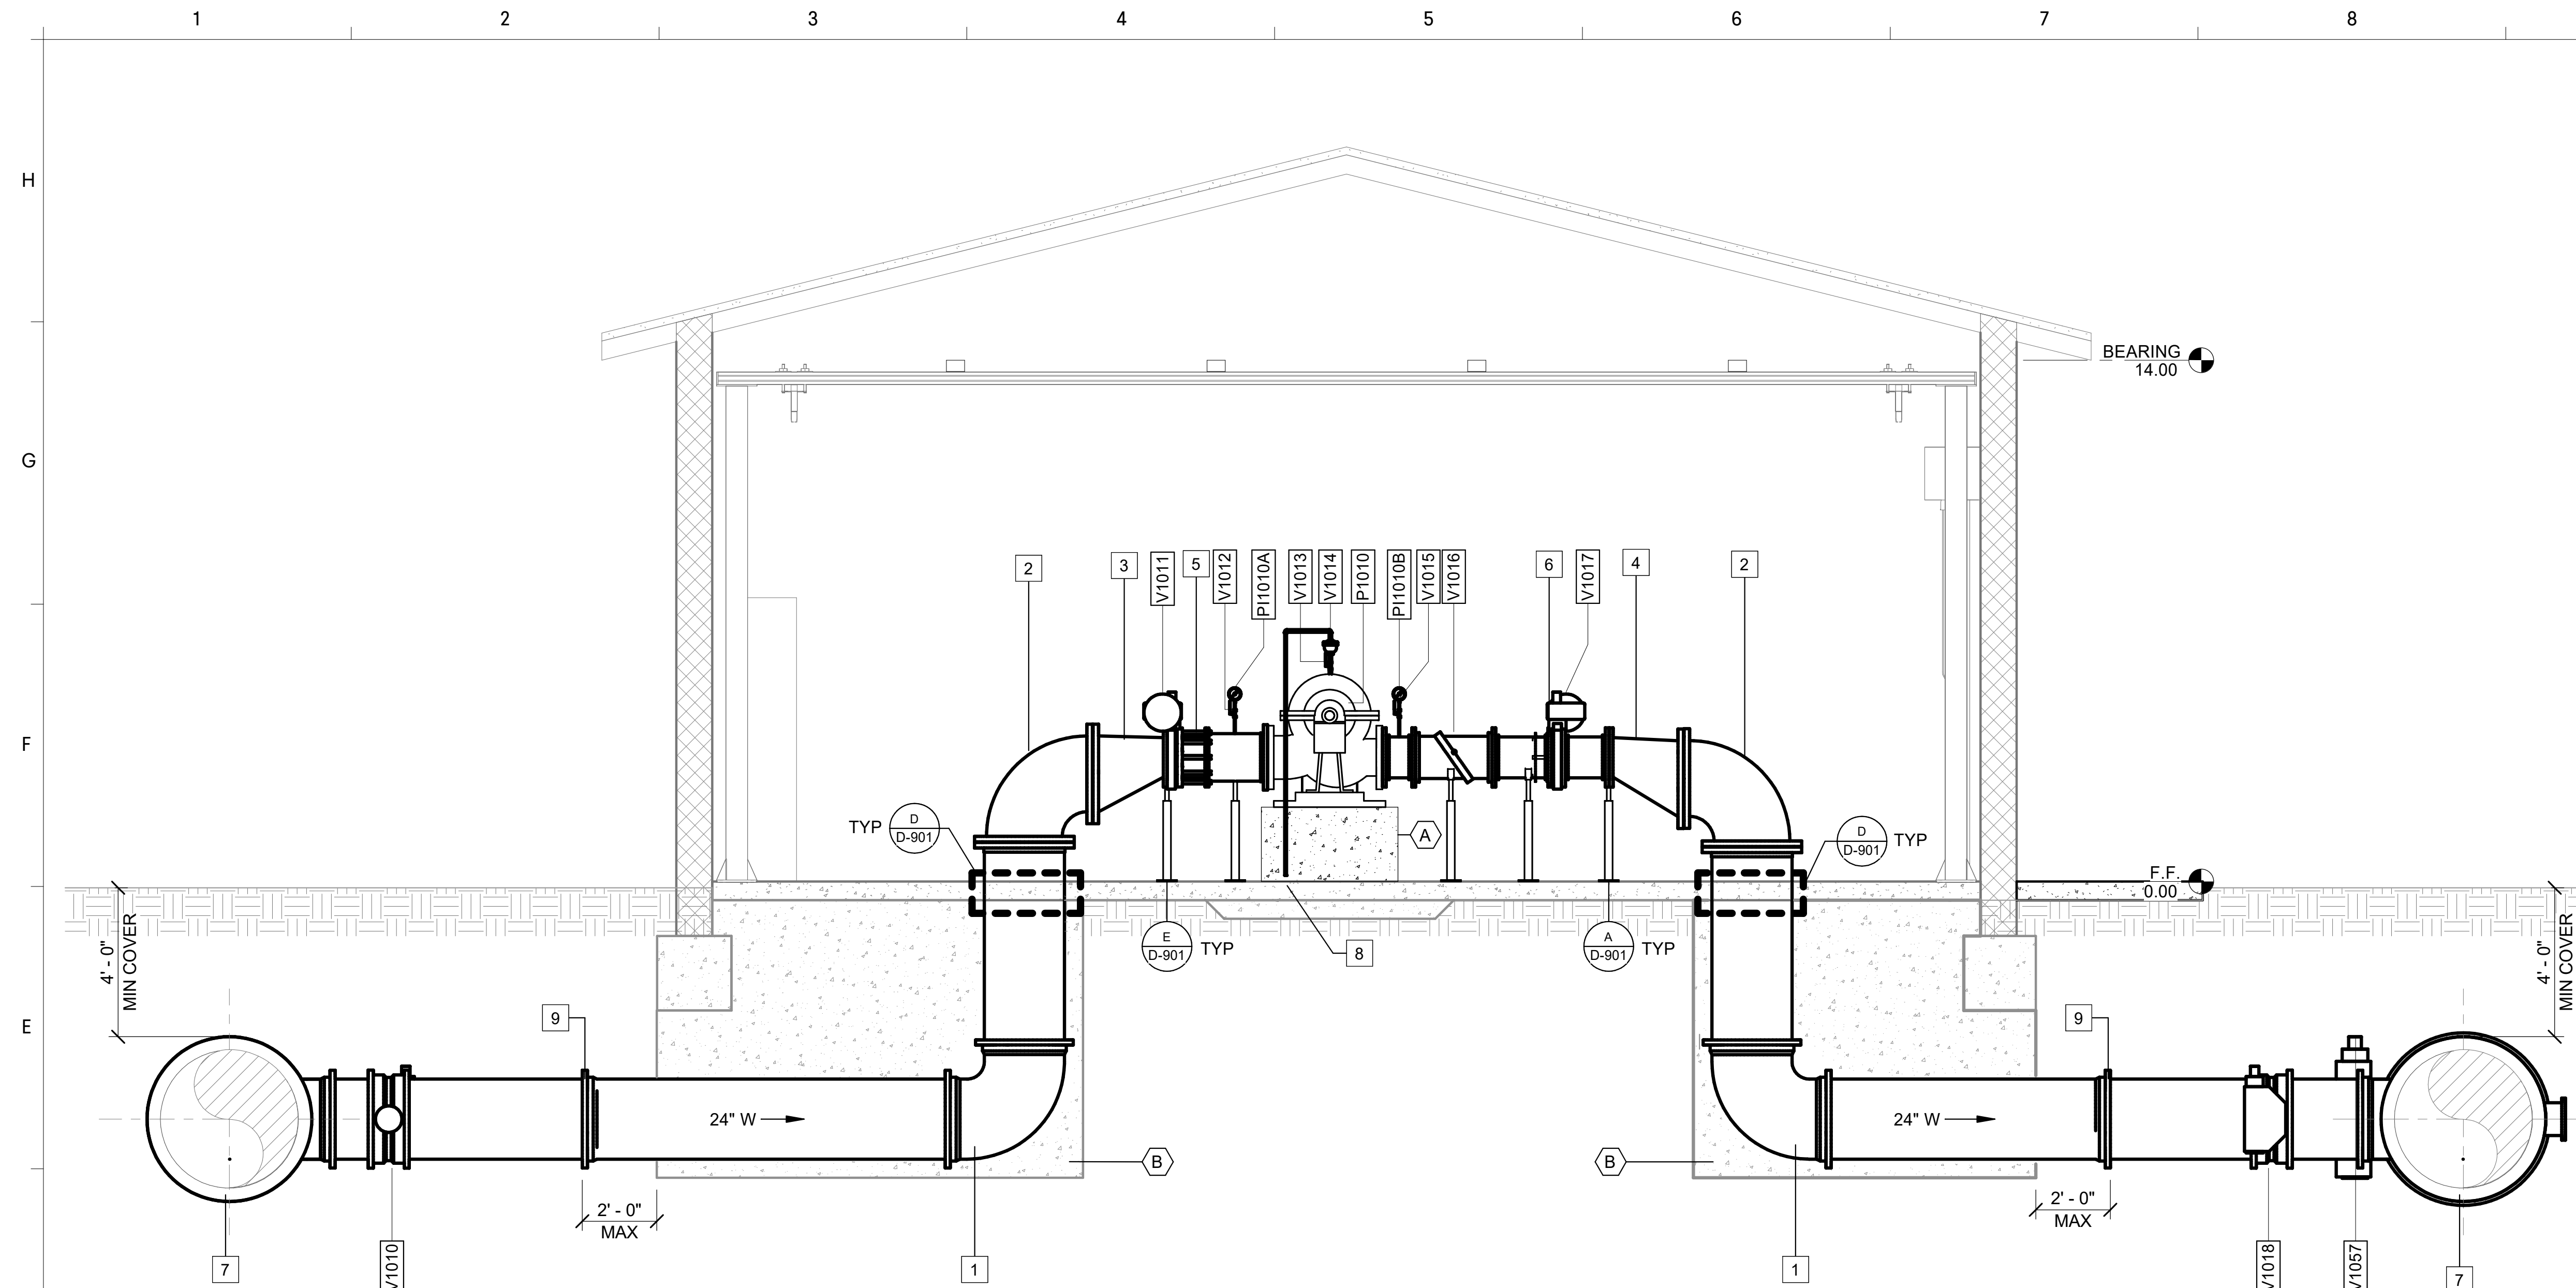 1 2 3 4 5 6 7 8
H
BEARING
14.00
G
2 3 V1011 5 V1012 PI1010A V1013 V1014 P1010 PI1010B V1015 V1016 6 V1017 4 2
F
TYP D D-901
A
D D-901 TYP
F.F.
0.00
4' - 0"
MIN COVER
E D-901 TYP
8
A D-901 TYP
4' - 0"
MIN COVER
E
9
9
24" W
24" W
B
B
2' - 0"
MAX
2' - 0"
MAX
7
V1010
1
1
V1018
V1057
7